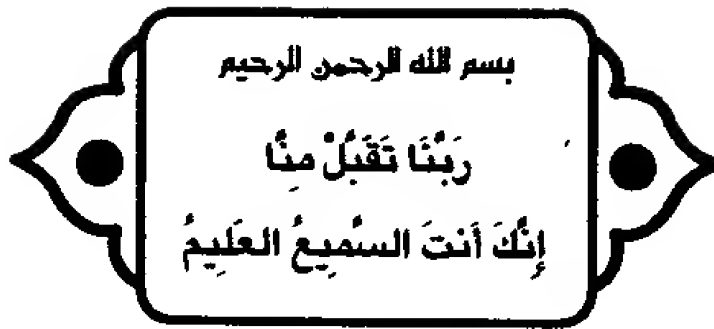 بسم الله الرحمن الرحيم
رَبَّنَا تَقَبَّلْ مِنَّا
إِنَّكَ أَنتَ السَّمِيعُ العَلِيمُ